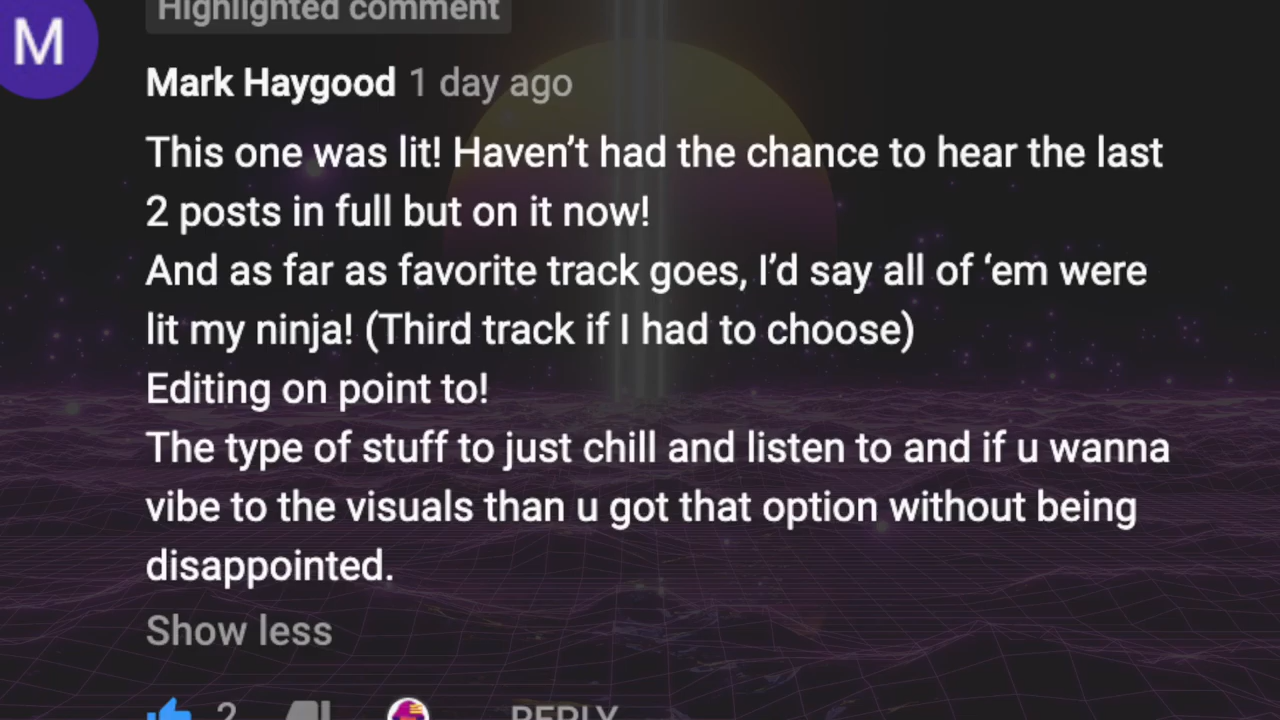 Highlighted comment
M
Mark Haygood 1 day ago
This one was lit! Haven’t had the chance to hear the last
2 posts in full but on it now!
And as far as favorite track goes, I’d say all of ‘em were
lit my ninja! (Third track if I had to choose)
Editing on point to!
The type of stuff to just chill and listen to and if u wanna
vibe to the visuals than u got that option without being
disappointed.
Show less
2 REPLY